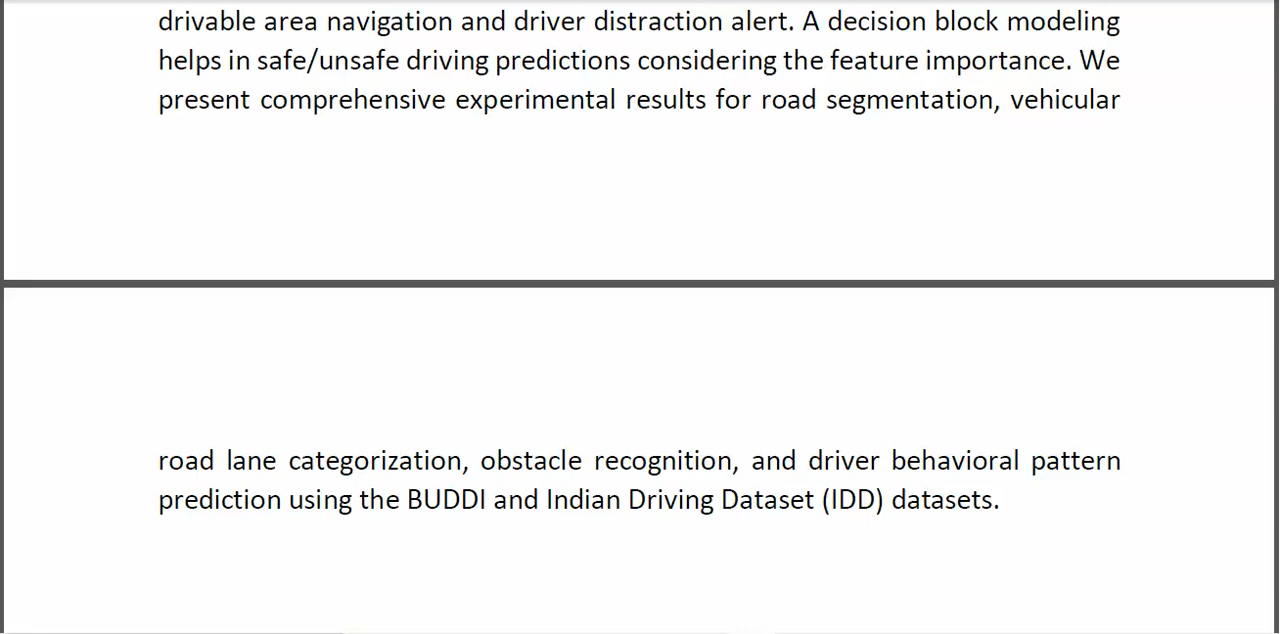 drivable area navigation and driver distraction alert. A decision block modeling
helps in safe/unsafe driving predictions considering the feature importance. We
present comprehensive experimental results for road segmentation, vehicular
road lane categorization, obstacle recognition, and driver behavioral pattern
prediction using the BUDDI and Indian Driving Dataset (IDD) datasets.